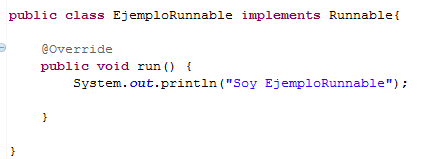 public class EjemploRunnable implements Runnable{
@Override
public void run() {
System.out.println("Soy EjemploRunnable");
}
}